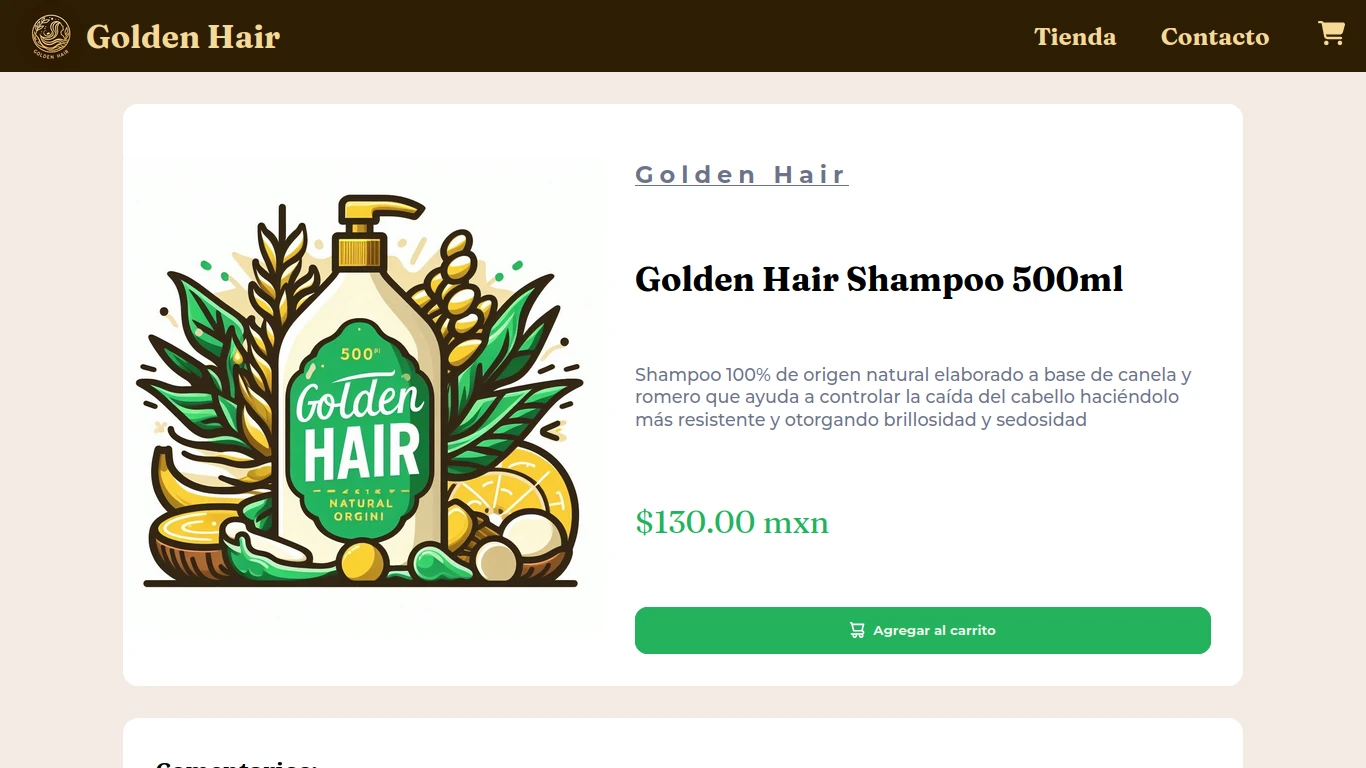 GOLDEN HAIR
Golden Hair
Tienda
Contacto
Golden Hair
Golden Hair Shampoo 500ml
Shampoo 100% de origen natural elaborado a base de canela y
romero que ayuda a controlar la caída del cabello haciéndolo
más resistente y otorgando brillosidad y sedosidad
$130.00 mxn
Agregar al carrito
500
Golden
HAIR
NATURAL
ORGINI
Comentarios: